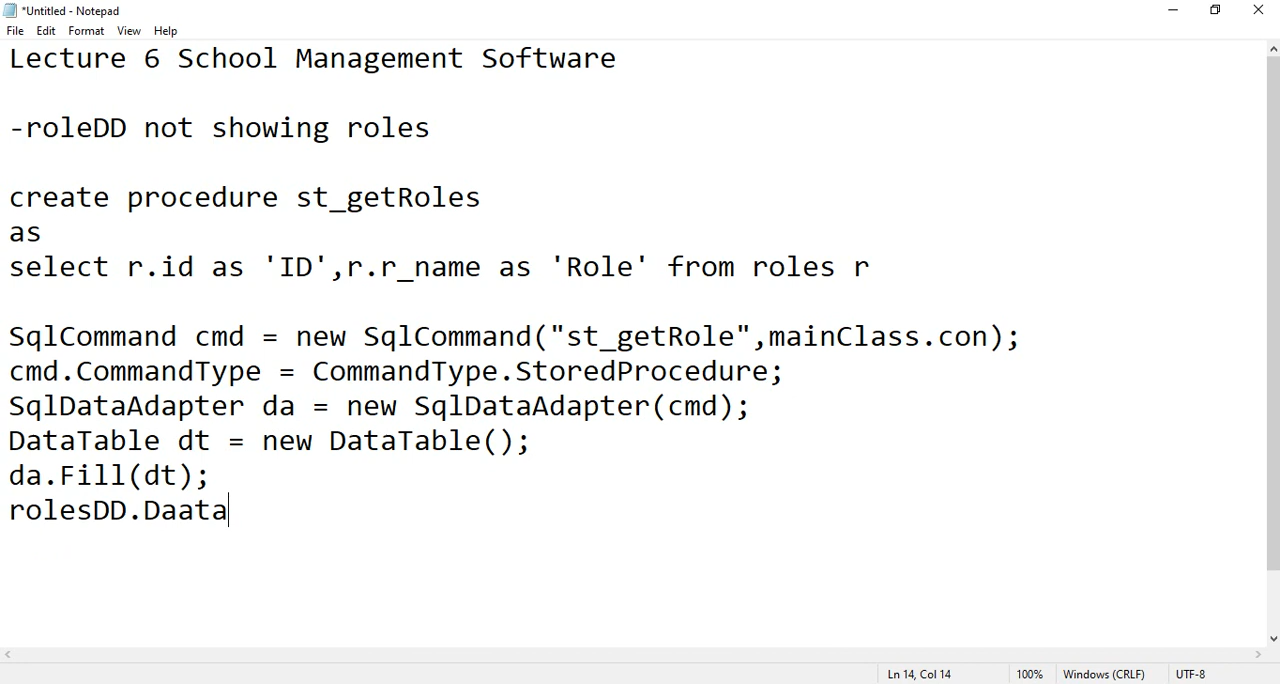 *Untitled - Notepad
File Edit Format View Help
Lecture 6 School Management Software
-roleDD not showing roles
create procedure st_getRoles
as
select r.id as 'ID',r.r_name as 'Role' from roles r
SqlCommand cmd = new SqlCommand("st_getRole",mainClass.con);
cmd.CommandType = CommandType.StoredProcedure;
SqlDataAdapter da = new SqlDataAdapter(cmd);
DataTable dt = new DataTable();
da.Fill(dt);
rolesDD.Daata
Ln 14, Col 14 100% Windows (CRLF) UTF-8